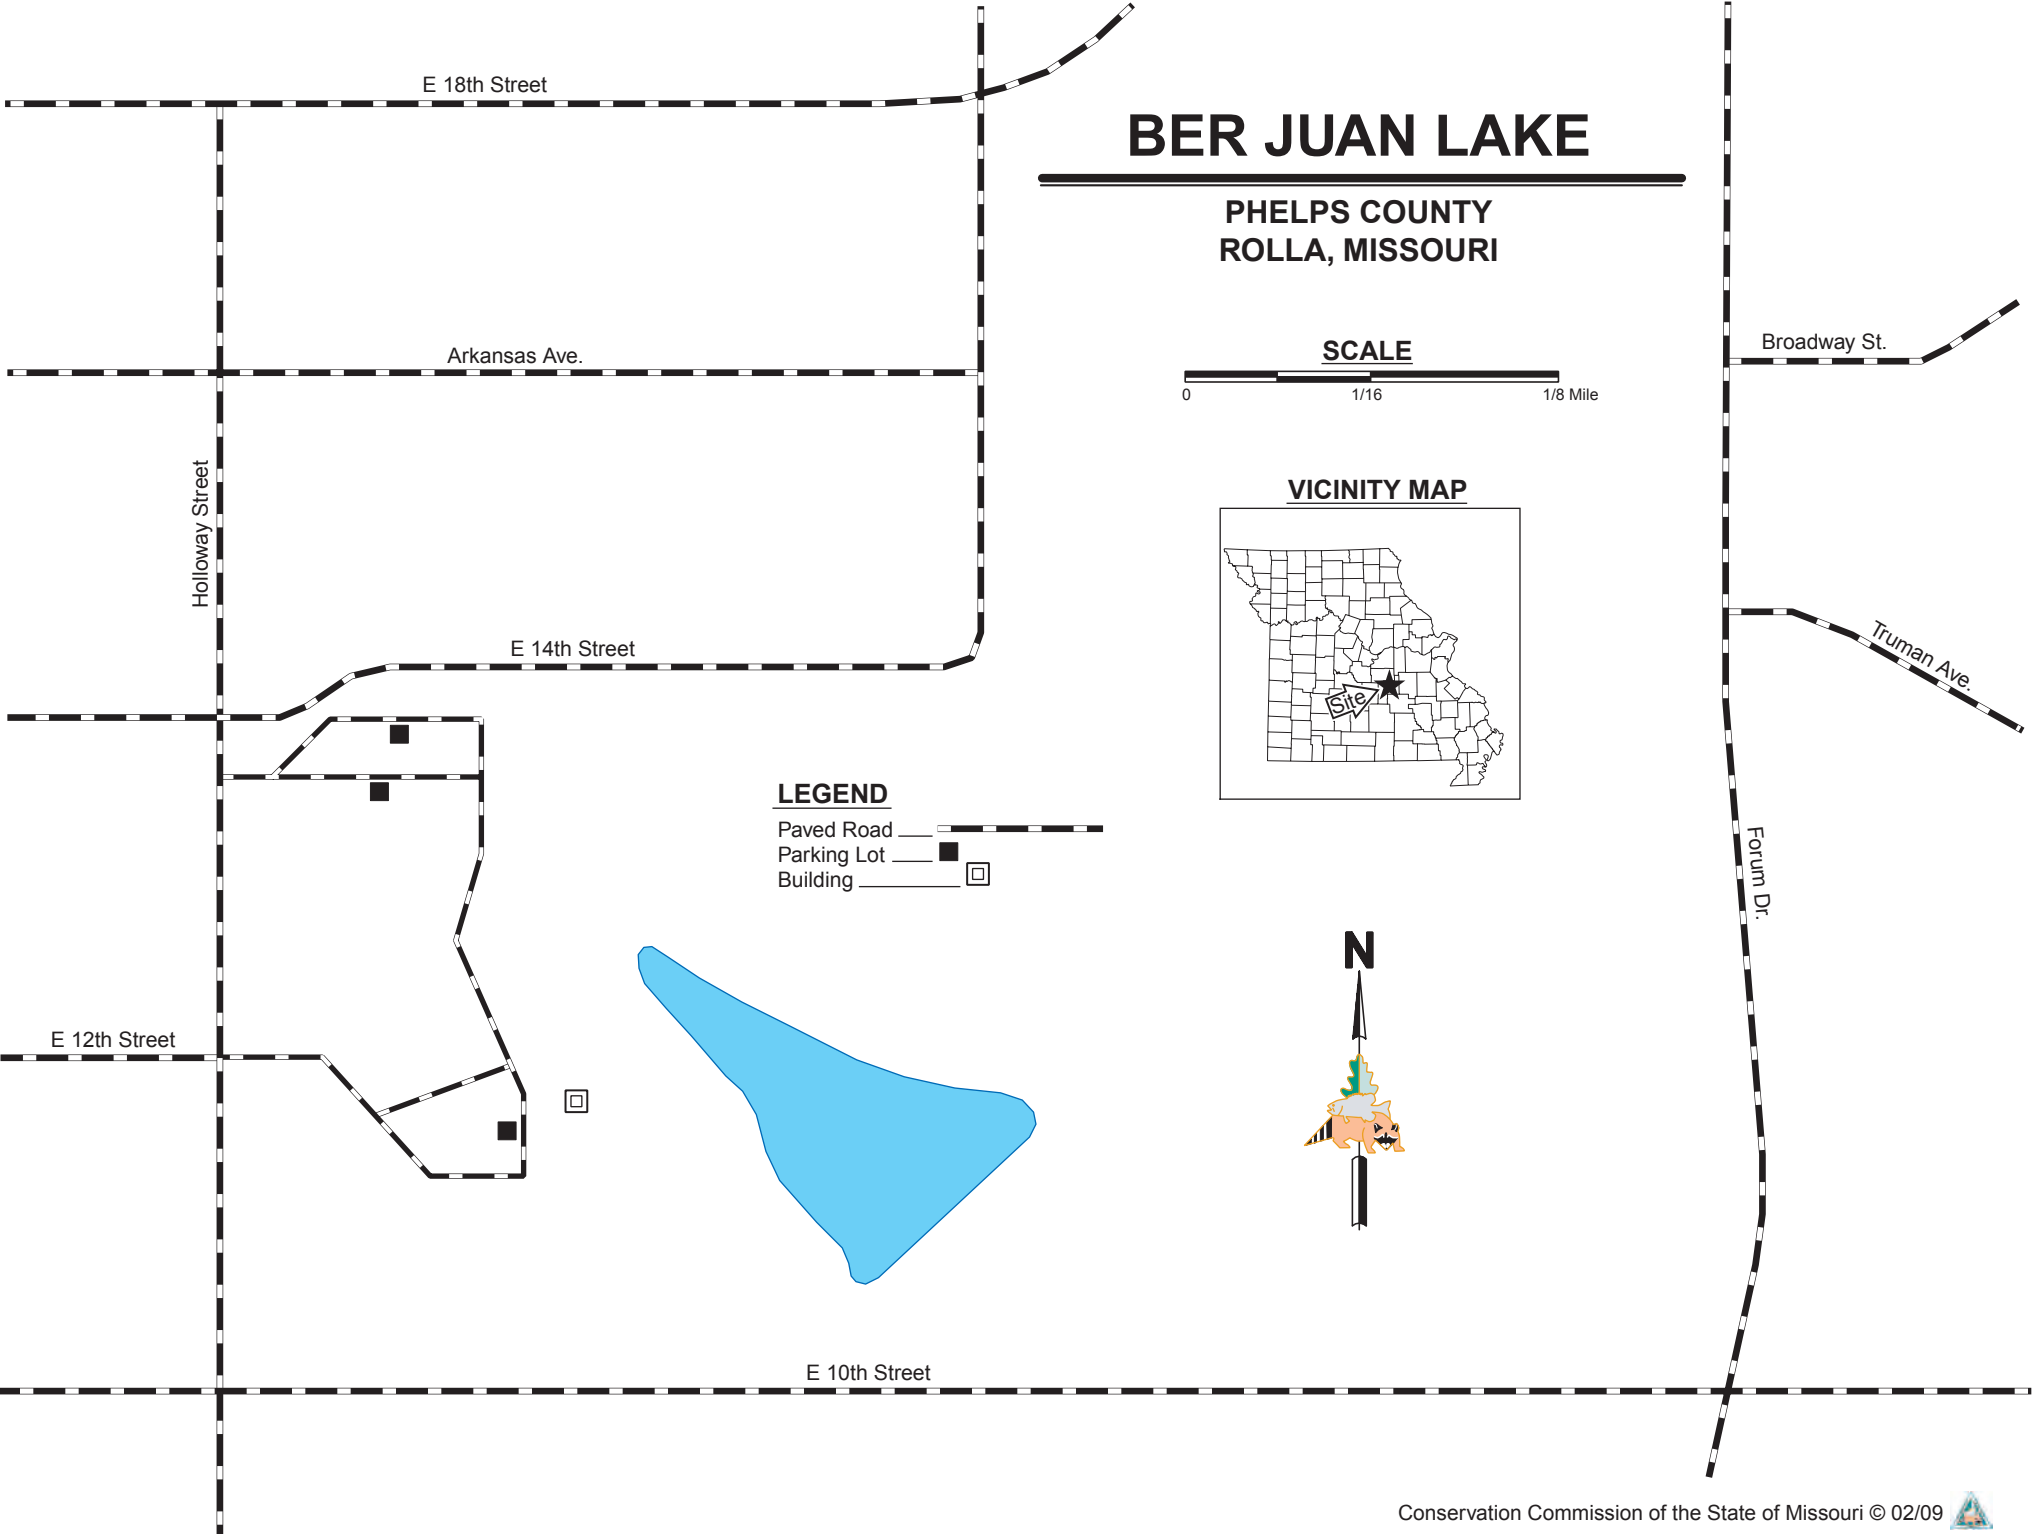 E 18th Street
BER JUAN LAKE
PHELPS COUNTY
ROLLA, MISSOURI
Arkansas Ave.
SCALE
0 1/16 1/8 Mile
Broadway St.
Holloway Street
VICINITY MAP
Site
E 14th Street
Truman Ave.
LEGEND
Paved Road
Parking Lot
Building
Forum Dr.
N
E 12th Street
E 10th Street
Conservation Commission of the State of Missouri © 02/09